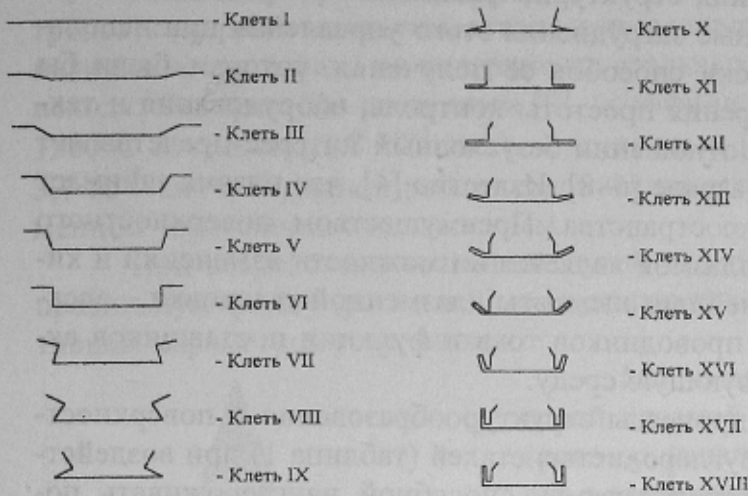 - Клеть I
- Клеть II
- Клеть III
- Клеть IV
- Клеть V
- Клеть VI
- Клеть VII
- Клеть VIII
- Клеть IX
- Клеть X
- Клеть XI
- Клеть XII
- Клеть XIII
- Клеть XIV
- Клеть XV
- Клеть XVI
- Клеть XVII
- Клеть XVIII